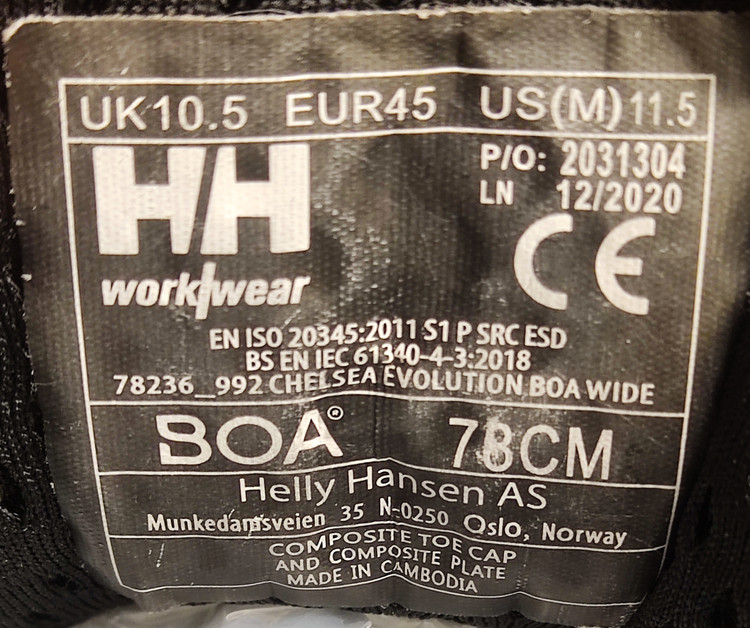 UK10.5 EUR45 US(M)11.5
HH
workwear
P/O: 2031304
LN 12/2020
CE
EN ISO 20345:2011 S1 P SRC ESD
BS EN IEC 61340-4-3:2018
78236_992 CHELSEA EVOLUTION BOA WIDE
BOA® 78CM
Helly Hansen AS
Munkedamsveien 35 N-0250 Oslo, Norway
COMPOSITE TOE CAP
AND COMPOSITE PLATE
MADE IN CAMBODIA